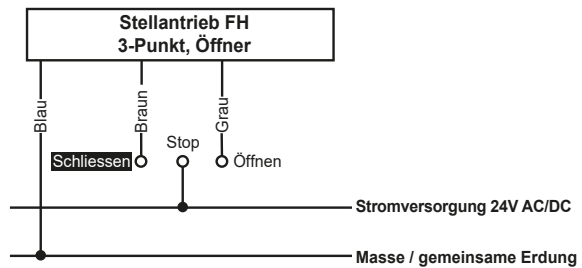 Stellantrieb FH
3-Punkt, Öffner
Blau
Braun
Grau
Stop
Schliessen
Öffnen
Stromversorgung 24V AC/DC
Masse / gemeinsame Erdung